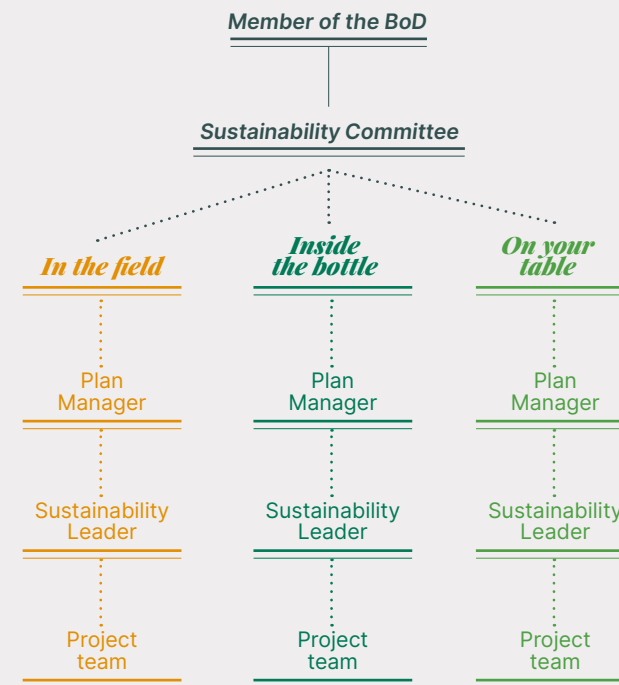 Member of the BoD
Sustainability Committee
In the field
Inside
the bottle
On your
table
Plan
Manager
Plan
Manager
Plan
Manager
Sustainability
Leader
Sustainability
Leader
Sustainability
Leader
Project
team
Project
team
Project
team